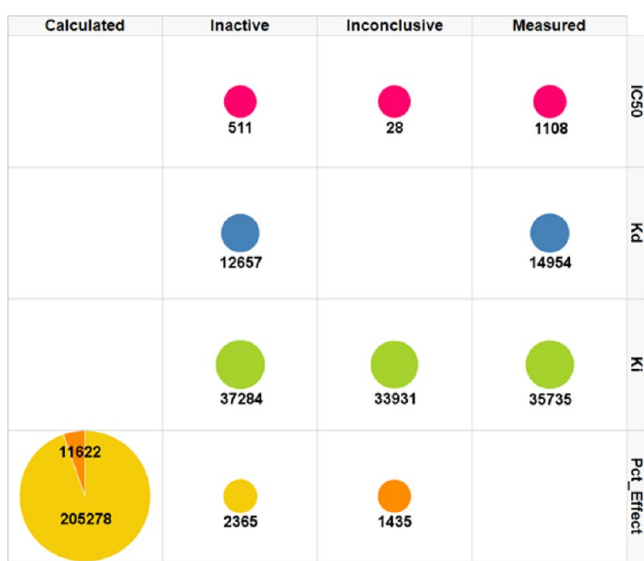 Calculated Inactive Inconclusive Measured
511 28 1108 IC50
12657 14954 Kd
37284 33931 35735 Ki
11622
205278 2365 1435 Pct_Effect